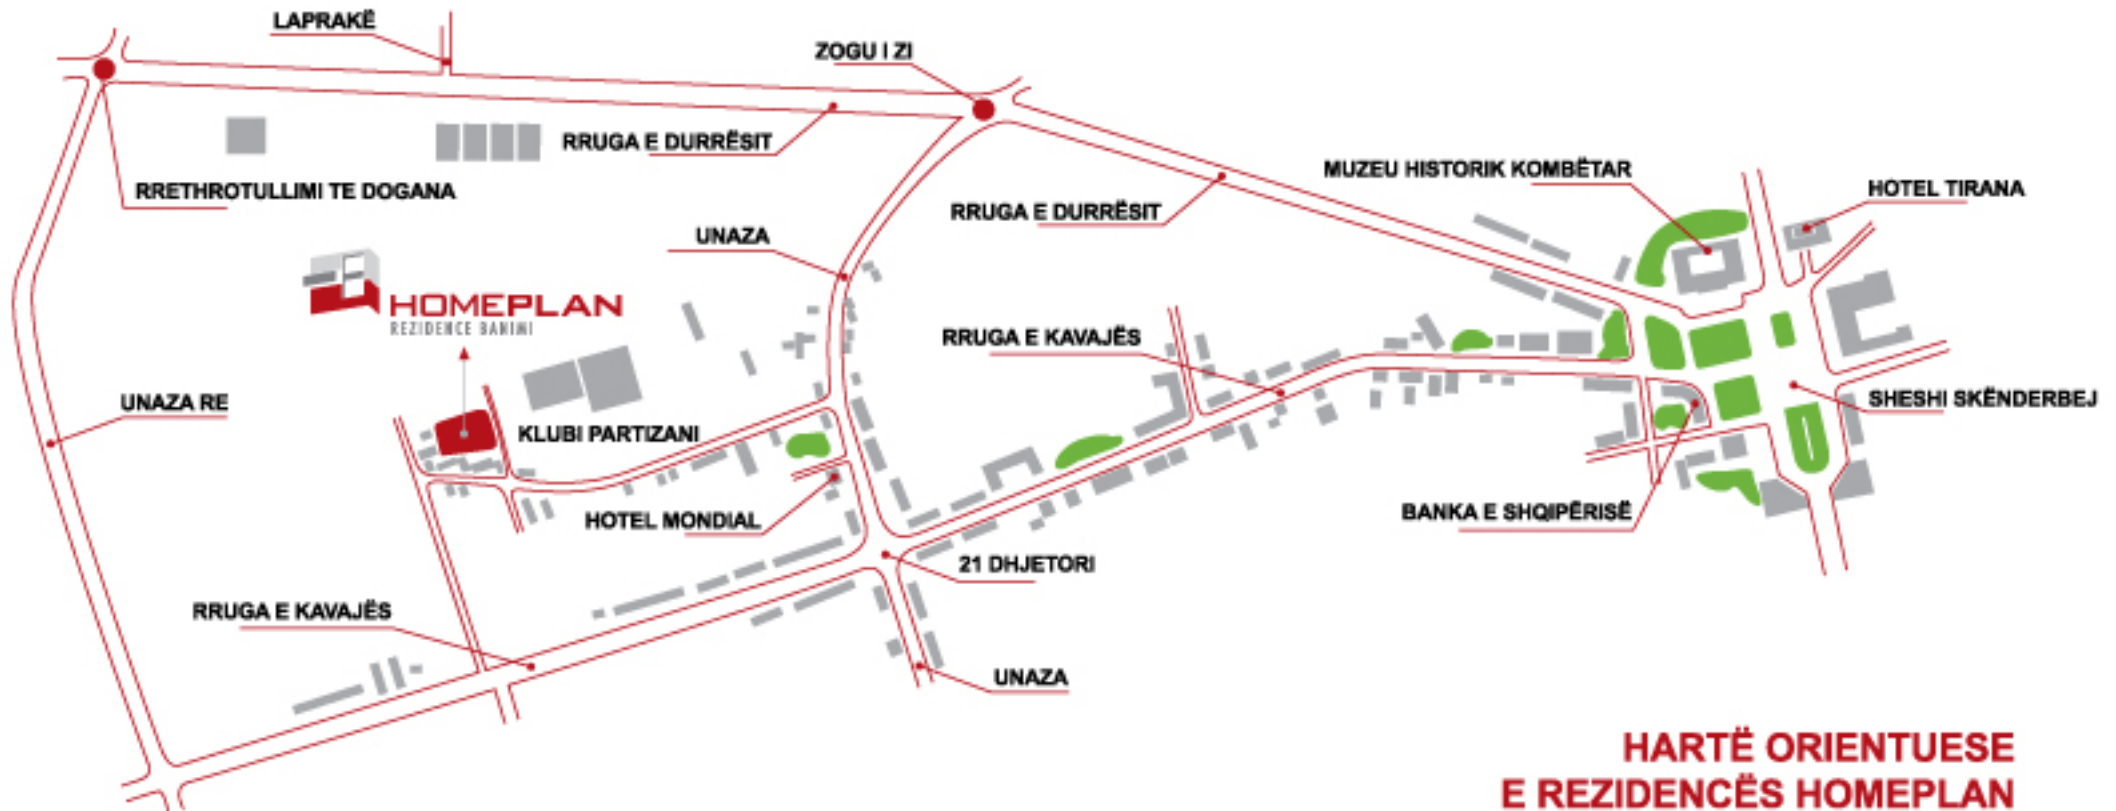 LAPRAKË
ZOGU I ZI
RRUGA E DURRËSIT
MUZEU HISTORIK KOMBËTAR
HOTEL TIRANA
RRETHROTULLIMI TE DOGANA
RRUGA E DURRËSIT
UNAZA
HOMEPLAN
REZIDENCE BANIMI
RRUGA E KAVAJËS
UNAZA RE
SHESHI SKËNDERBEJ
KLUBI PARTIZANI
HOTEL MONDIAL
BANKA E SHQIPËRISË
21 DHJETORI
RRUGA E KAVAJËS
UNAZA
HARTË ORIENTUESE
E REZIDENCËS HOMEPLAN